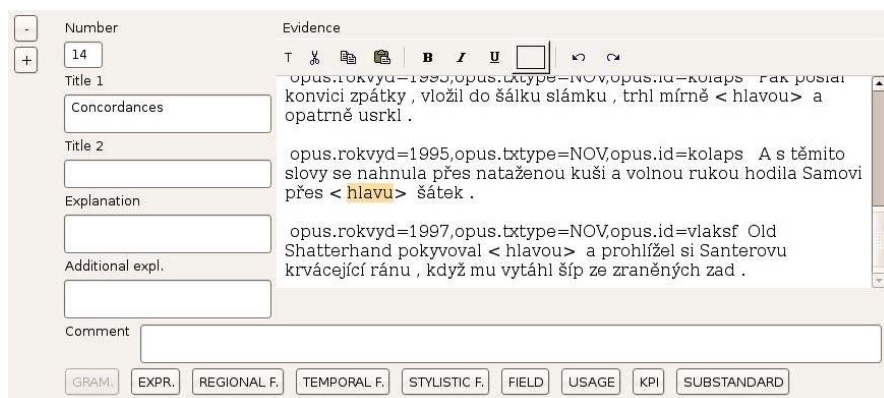 -
+
Number
14
Title 1
Concordances
Title 2
Explanation
Additional expl.
Evidence
T B I U
opus.rokvyd=1995,opus.txtype=NOV,opus.id=kolaps Pak poslal
konvici zpátky , vložil do šálku slámku , trhl mírně < hlavou> a
opatrně usrkl .
opus.rokvyd=1995,opus.txtype=NOV,opus.id=kolaps A s těmito
slovy se nahnula přes nataženou kuši a volnou rukou hodila Samovi
přes < hlavu> šátek .
opus.rokvyd=1997,opus.txtype=NOV,opus.id=vlaksf Old
Shatterhand pokyvoval < hlavou> a prohlížel si Santerovu
krvácející ránu , když mu vytáhl šíp ze zraněných zad .
Comment
GRAM. EXPR. REGIONAL F. TEMPORAL F. STYLISTIC F. FIELD USAGE KPI SUBSTANDARD